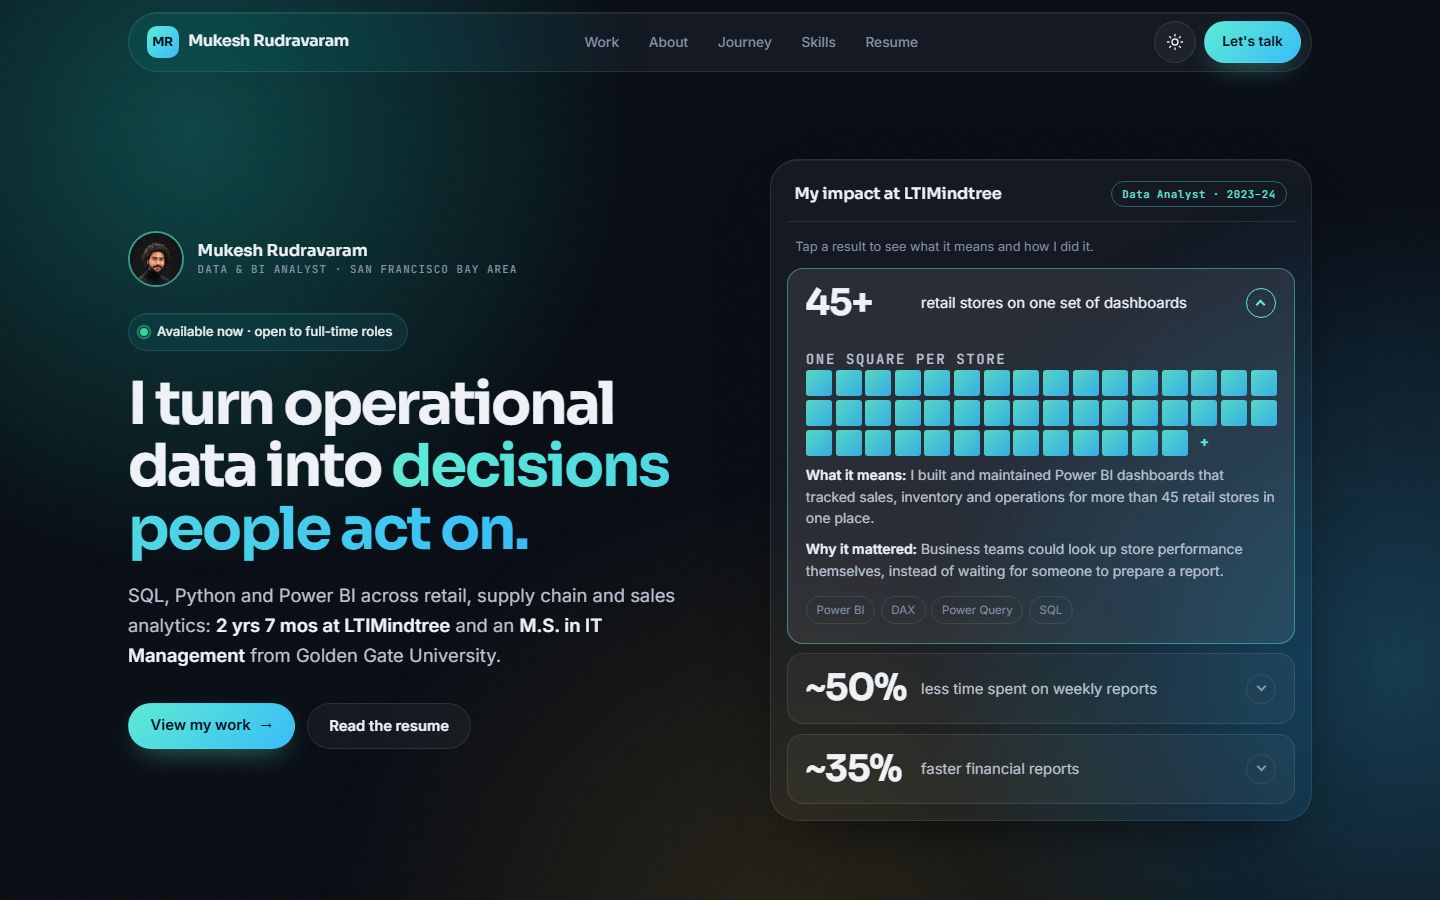 MR Mukesh Rudravaram
Work About Journey Skills Resume
Let's talk
Mukesh Rudravaram
DATA & BI ANALYST · SAN FRANCISCO BAY AREA
Available now · open to full-time roles
I turn operational
data into decisions
people act on.
SQL, Python and Power BI across retail, supply chain and sales
analytics: 2 yrs 7 mos at LTIMindtree and an M.S. in IT
Management from Golden Gate University.
View my work →
Read the resume
My impact at LTIMindtree
Data Analyst · 2023–24
Tap a result to see what it means and how I did it.
45+ retail stores on one set of dashboards
ONE SQUARE PER STORE
+
What it means: I built and maintained Power BI dashboards that
tracked sales, inventory and operations for more than 45 retail stores in
one place.
Why it mattered: Business teams could look up store performance
themselves, instead of waiting for someone to prepare a report.
Power BI DAX Power Query SQL
~50% less time spent on weekly reports
~35% faster financial reports